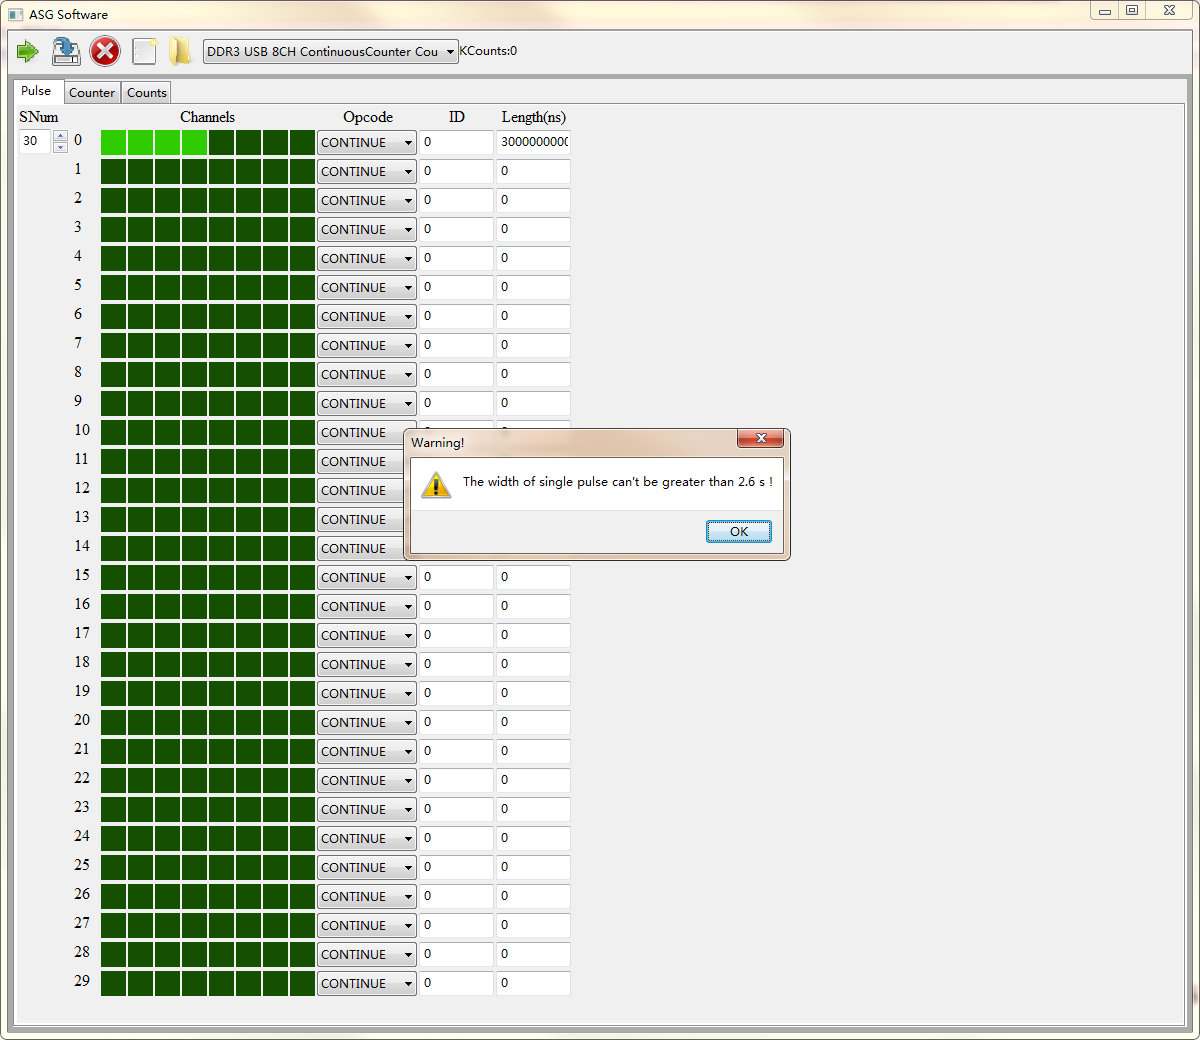 ASG Software
DDR3 USB 8CH ContinuousCounter Cou
KCounts:0
Pulse Counter Counts
SNum Channels Opcode ID Length(ns)
30 0 CONTINUE 0 3000000000
1 CONTINUE 0 0
2 CONTINUE 0 0
3 CONTINUE 0 0
4 CONTINUE 0 0
5 CONTINUE 0 0
6 CONTINUE 0 0
7 CONTINUE 0 0
8 CONTINUE 0 0
9 CONTINUE 0 0
10 CONTINUE
11 CONTINUE
12 CONTINUE
13 CONTINUE
14 CONTINUE
Warning!
The width of single pulse can't be greater than 2.6 s !
OK
15 CONTINUE 0 0
16 CONTINUE 0 0
17 CONTINUE 0 0
18 CONTINUE 0 0
19 CONTINUE 0 0
20 CONTINUE 0 0
21 CONTINUE 0 0
22 CONTINUE 0 0
23 CONTINUE 0 0
24 CONTINUE 0 0
25 CONTINUE 0 0
26 CONTINUE 0 0
27 CONTINUE 0 0
28 CONTINUE 0 0
29 CONTINUE 0 0